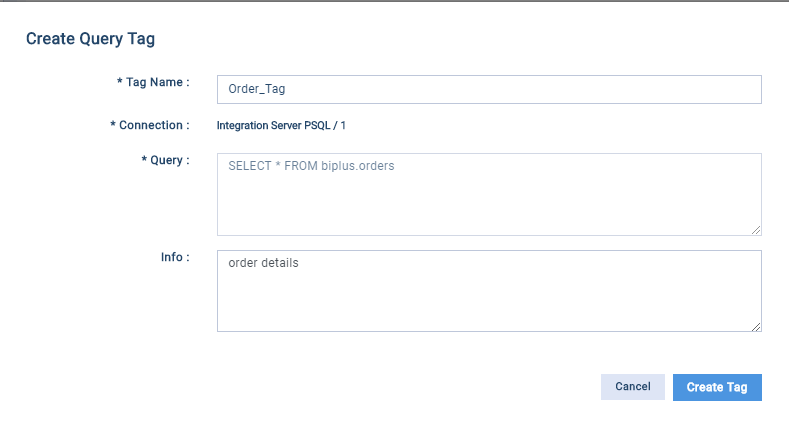 Create Query Tag
* Tag Name :
Order_Tag
* Connection :
Integration Server PSQL / 1
* Query :
SELECT * FROM biplus.orders
Info :
order details
Cancel
Create Tag